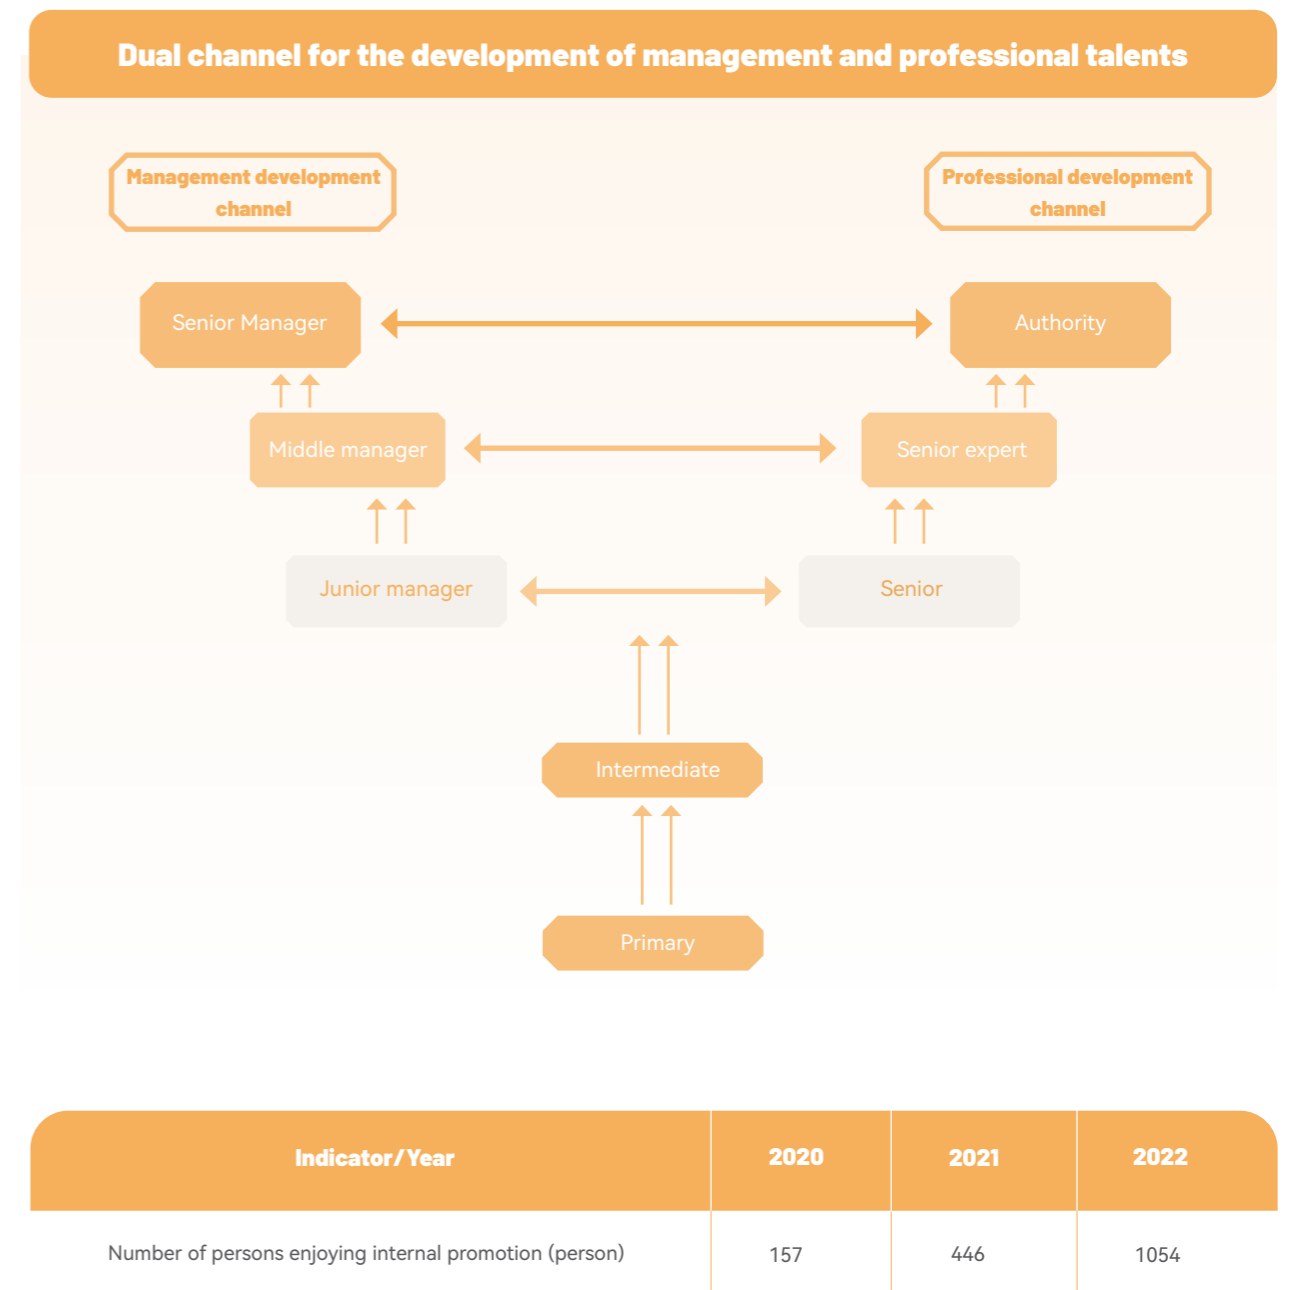 Dual channel for the development of management and professional talents
Management development
channel
Professional development
channel
Senior Manager
Authority
Middle manager
Senior expert
Junior manager
Senior
Intermediate
Primary
Indicator/Year 2020 2021 2022
Number of persons enjoying internal promotion (person) 157 446 1054